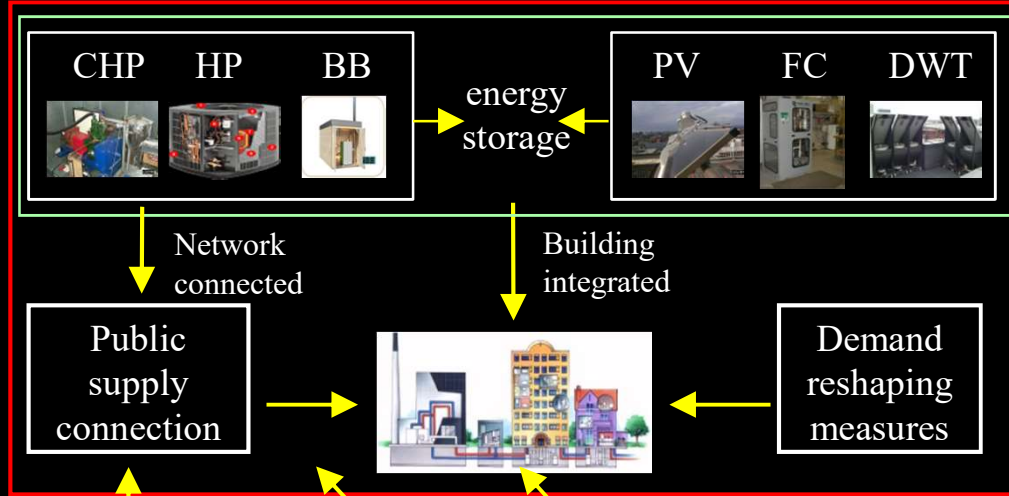 CHP HP BB
energy
storage
PV FC DWT
Network
connected
Building
integrated
Public
supply
connection
Demand
reshaping
measures